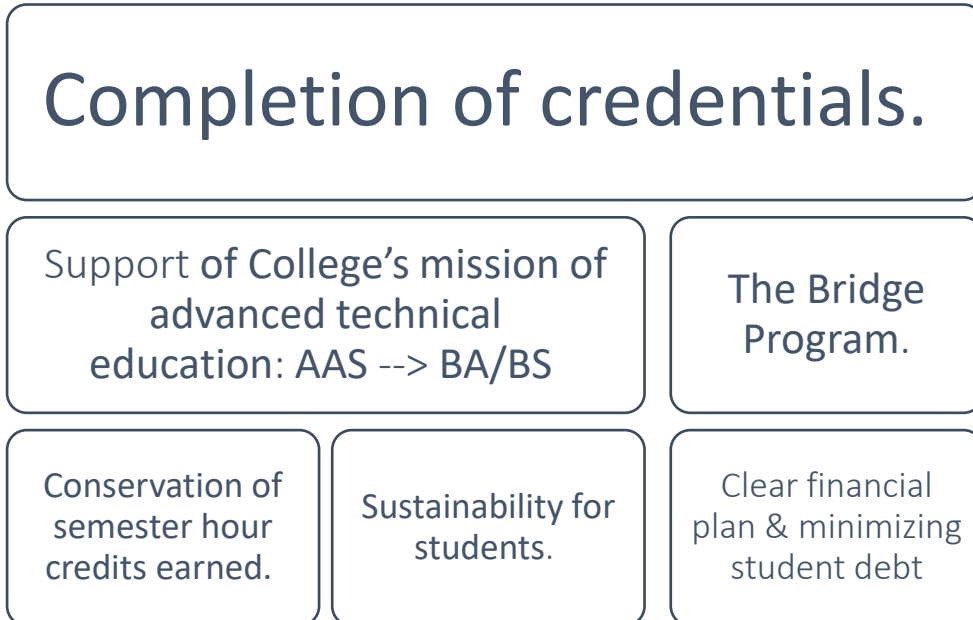 Completion of credentials.
Support of College’s mission of
advanced technical
education: AAS --> BA/BS
The Bridge
Program.
Conservation of
semester hour
credits earned.
Sustainability for
students.
Clear financial
plan & minimizing
student debt